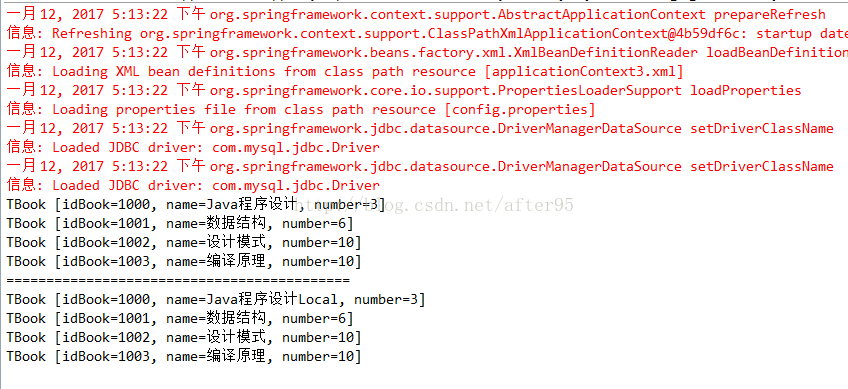 一月 12, 2017 5:13:22 下午 org.springframework.context.support.AbstractApplicationContext prepareRefresh
信息: Refreshing org.springframework.context.support.ClassPathXmlApplicationContext@4b59df6c: startup date
一月 12, 2017 5:13:22 下午 org.springframework.beans.factory.xml.XmlBeanDefinitionReader loadBeanDefinition
信息: Loading XML bean definitions from class path resource [applicationContext3.xml]
一月 12, 2017 5:13:22 下午 org.springframework.core.io.support.PropertiesLoaderSupport loadProperties
信息: Loading properties file from class path resource [config.properties]
一月 12, 2017 5:13:22 下午 org.springframework.jdbc.datasource.DriverManagerDataSource setDriverClassName
信息: Loaded JDBC driver: com.mysql.jdbc.Driver
一月 12, 2017 5:13:22 下午 org.springframework.jdbc.datasource.DriverManagerDataSource setDriverClassName
信息: Loaded JDBC driver: com.mysql.jdbc.Driver
TBook [idBook=1000, name=Java程序设计, number=3]
http://blog.csdn.net/after95
TBook [idBook=1001, name=数据结构, number=6]
TBook [idBook=1002, name=设计模式, number=10]
TBook [idBook=1003, name=编译原理, number=10]
===========================================
TBook [idBook=1000, name=Java程序设计Local, number=3]
TBook [idBook=1001, name=数据结构, number=6]
TBook [idBook=1002, name=设计模式, number=10]
TBook [idBook=1003, name=编译原理, number=10]